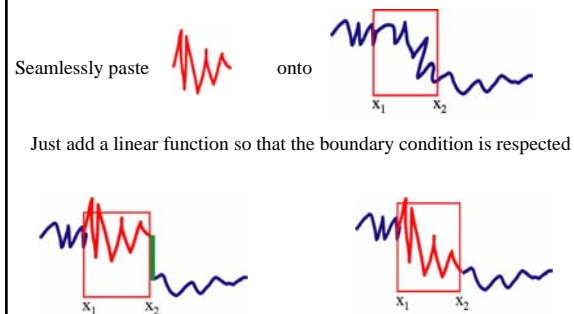 Seamlessly paste onto
x₁ x₂
Just add a linear function so that the boundary condition is respected
x₁ x₂ x₁ x₂